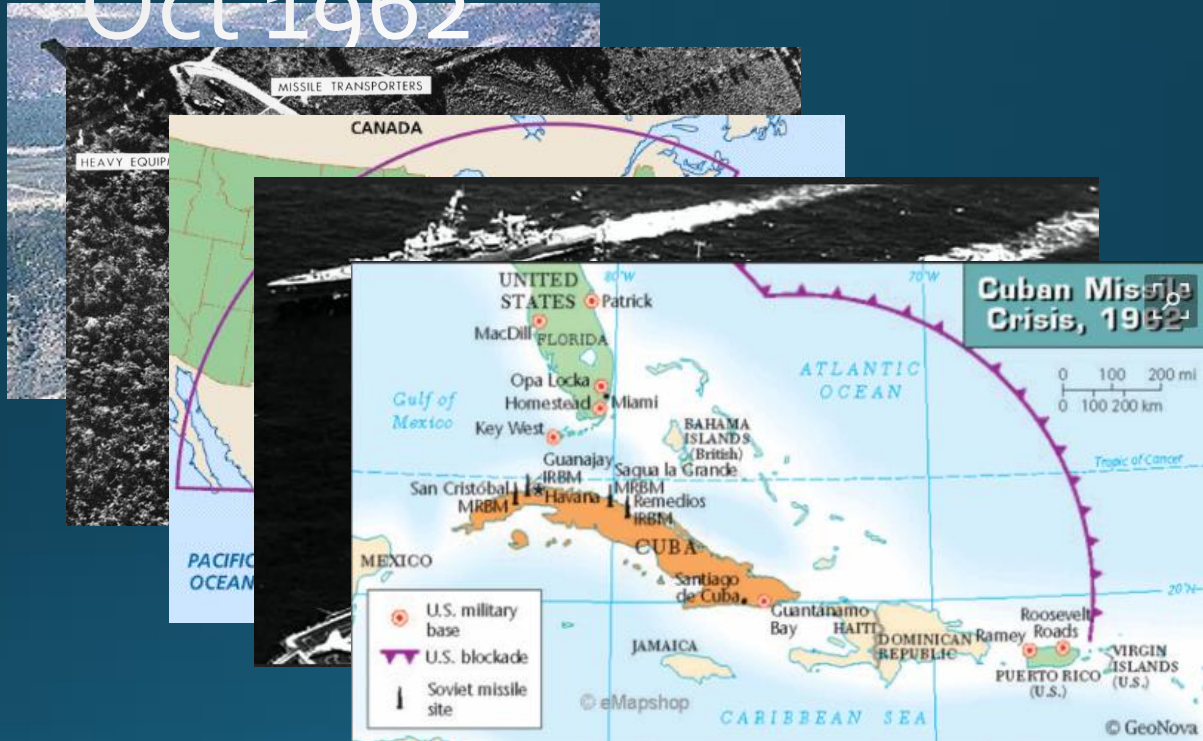 Oct 1962
MISSILE TRANSPORTERS
HEAVY EQUIP
CANADA
PACIFIC
OCEAN
Cuban Missile
Crisis, 1962
UNITED
STATES
80°W
70°W
Patrick
MacDill
FLORIDA
0 100 200 mi
0 100 200 km
ATLANTIC
OCEAN
Opa Locka
Gulf of
Mexico
Homestead
Miami
Key West
BAHAMA
ISLANDS
(British)
Tropic of Cancer
Guanajay
IRBM
Sagua la Grande
MRBM
San Cristóbal
MRBM
Havana
Remedios
IRBM
CUBA
MEXICO
Santiago
de Cuba
20°N
Guantánamo
Bay
HAITI
DOMINICAN
REPUBLIC
Ramey
Roosevelt
Roads
JAMAICA
PUERTO RICO
(U.S.)
VIRGIN
ISLANDS
(U.S.)
U.S. military
base
U.S. blockade
Soviet missile
site
© eMapshop
CARIBBEAN SEA
© GeoNova